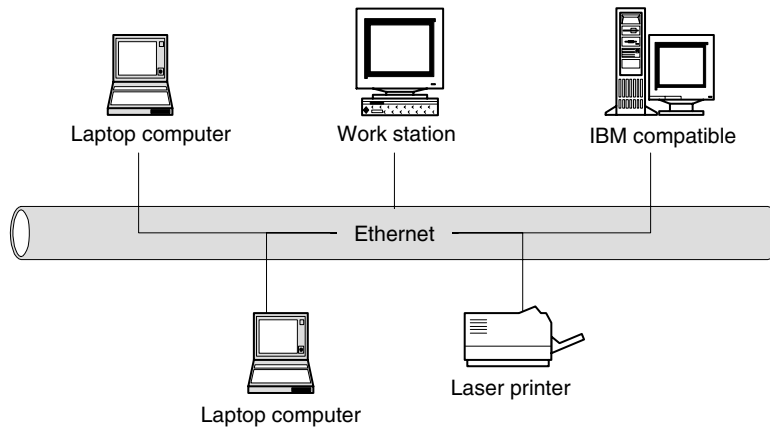 Laptop computer
Work station
IBM compatible
Ethernet
Laser printer
Laptop computer